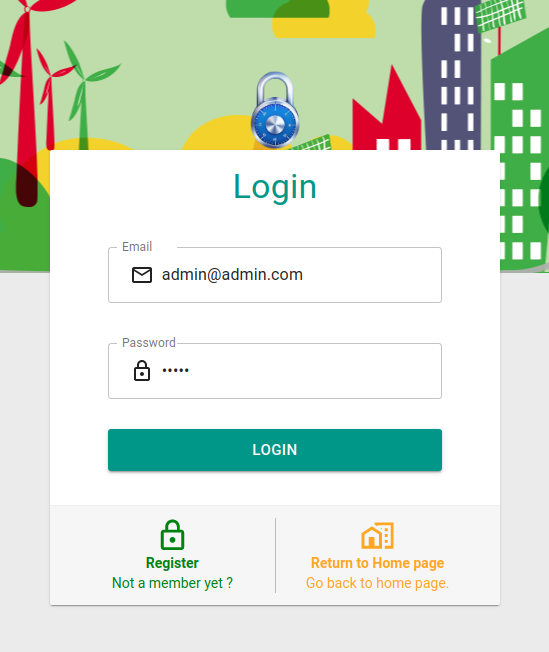 Login
Email
admin@admin.com
Password
•••••
LOGIN
Register
Not a member yet ?
Return to Home page
Go back to home page.